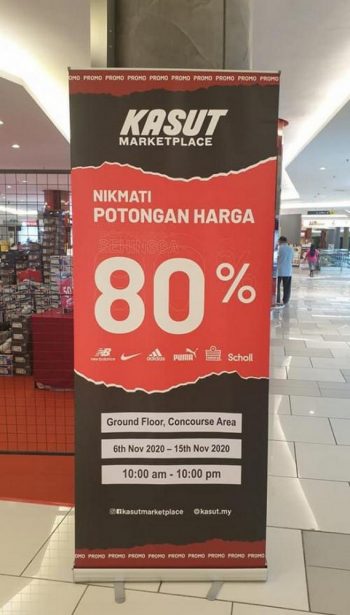 PROMO PROMO PROMO PROMO PROMO PROMO PROMO PROMO PROMO
KASUT
MARKETPLACE
NIKMATI
POTONGAN HARGA
SEHINGGA
80%
new balance adidas PUMA Scholl
Ground Floor, Concourse Area
6th Nov 2020 – 15th Nov 2020
10:00 am - 10:00 pm
kasutmarketplace kasut.my
PROMO PROMO PROMO PROMO PROMO PROMO PROMO PROMO PROMO